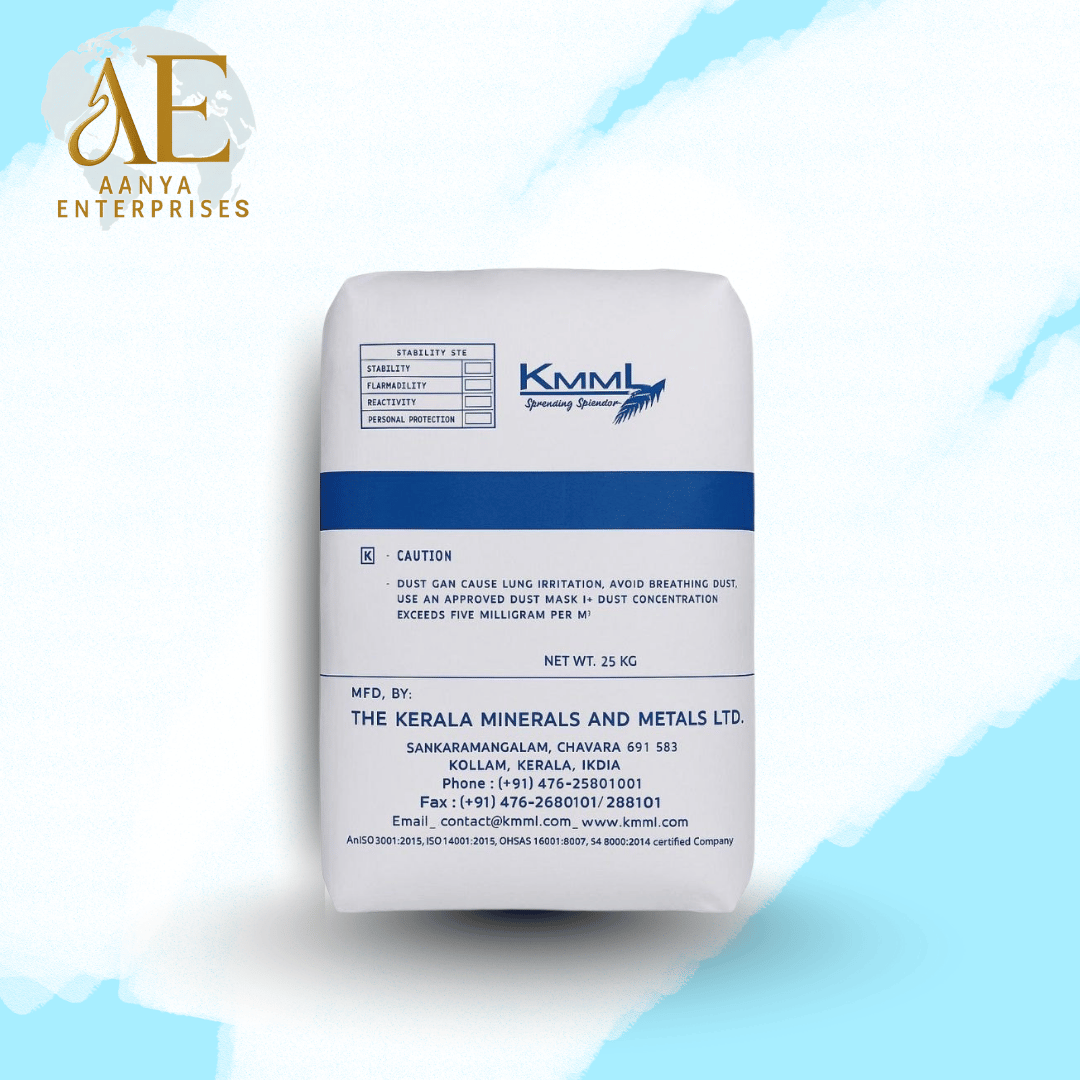 AE
AANYA
ENTERPRISES
STABILITY STE
STABILITY
FLARMADILITY
REACTIVITY
PERSONAL PROTECTION
KMML
Sprending Spiendor
K - CAUTION
- DUST GAN CAUSE LUNG IRRITATION, AVOID BREATHING DUST,
USE AN APPROVED DUST MASK I+ DUST CONCENTRATION
EXCEEDS FIVE MILLIGRAM PER M³
NET WT. 25 KG
MFD, BY:
THE KERALA MINERALS AND METALS LTD.
SANKARAMANGALAM, CHAVARA 691 583
KOLLAM, KERALA, IKDIA
Phone : (+91) 476-25801001
Fax : (+91) 476-2680101/ 288101
Email_ contact@kmml.com_ www.kmml.com
AnISO3001:2015, ISO 14001:2015, OHSAS 16001:8007, S4 8000:2014 certified Company